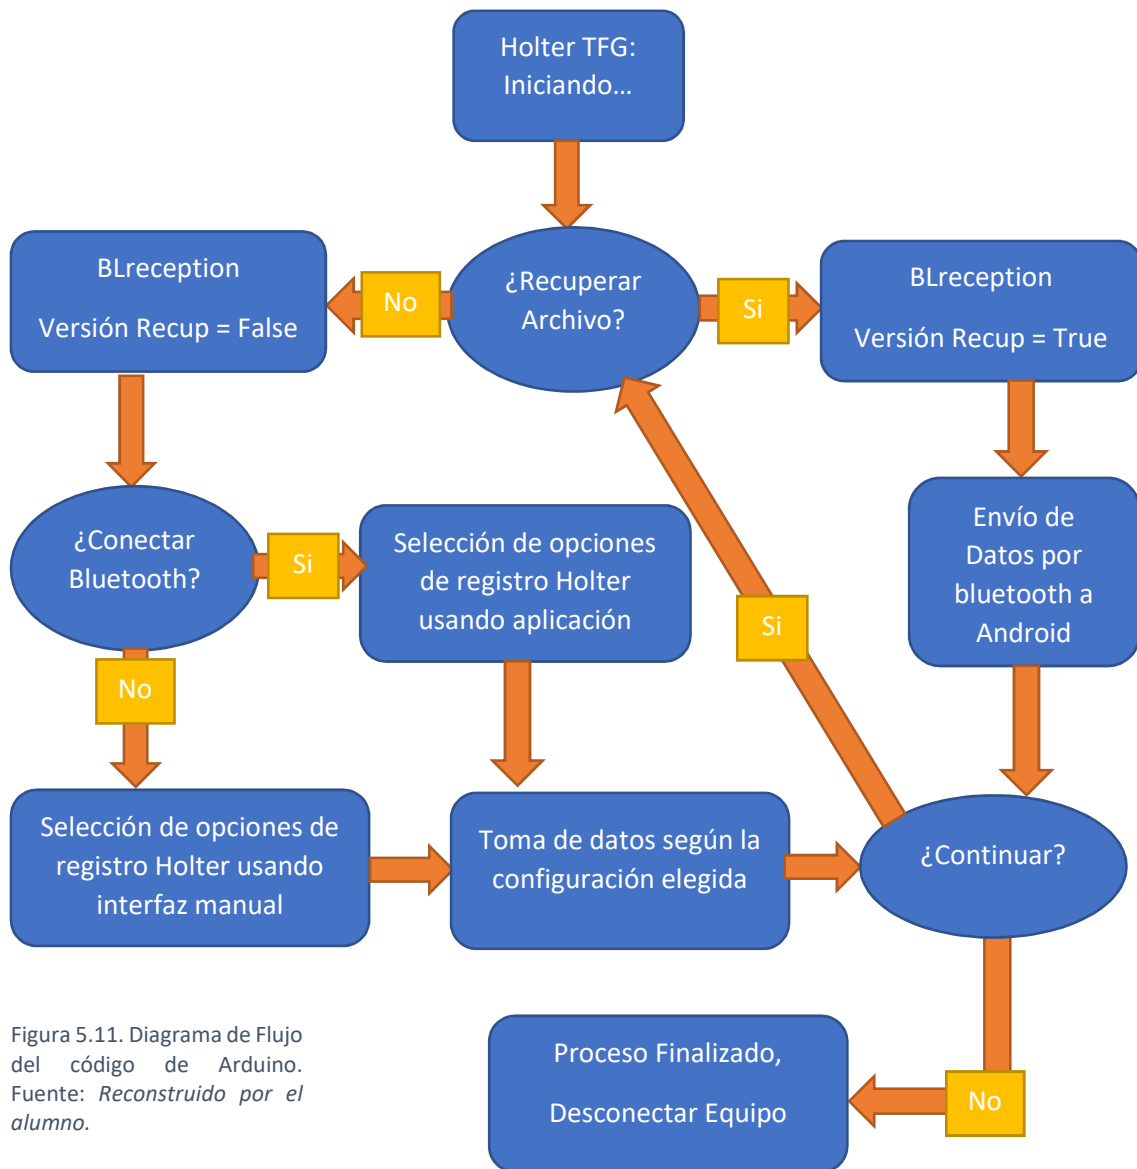 Holter TFG:
Iniciando...
¿Recuperar
Archivo?
No
Si
BLreception
Versión Recup = False
BLreception
Versión Recup = True
¿Conectar
Bluetooth?
Si
No
Selección de opciones
de registro Holter
usando aplicación
Envío de
Datos por
bluetooth a
Android
Si
Selección de opciones de
registro Holter usando
interfaz manual
Toma de datos según la
configuración elegida
¿Continuar?
No
Proceso Finalizado,
Desconectar Equipo
Figura 5.11. Diagrama de Flujo
del código de Arduino.
Fuente: Reconstruido por el
alumno.